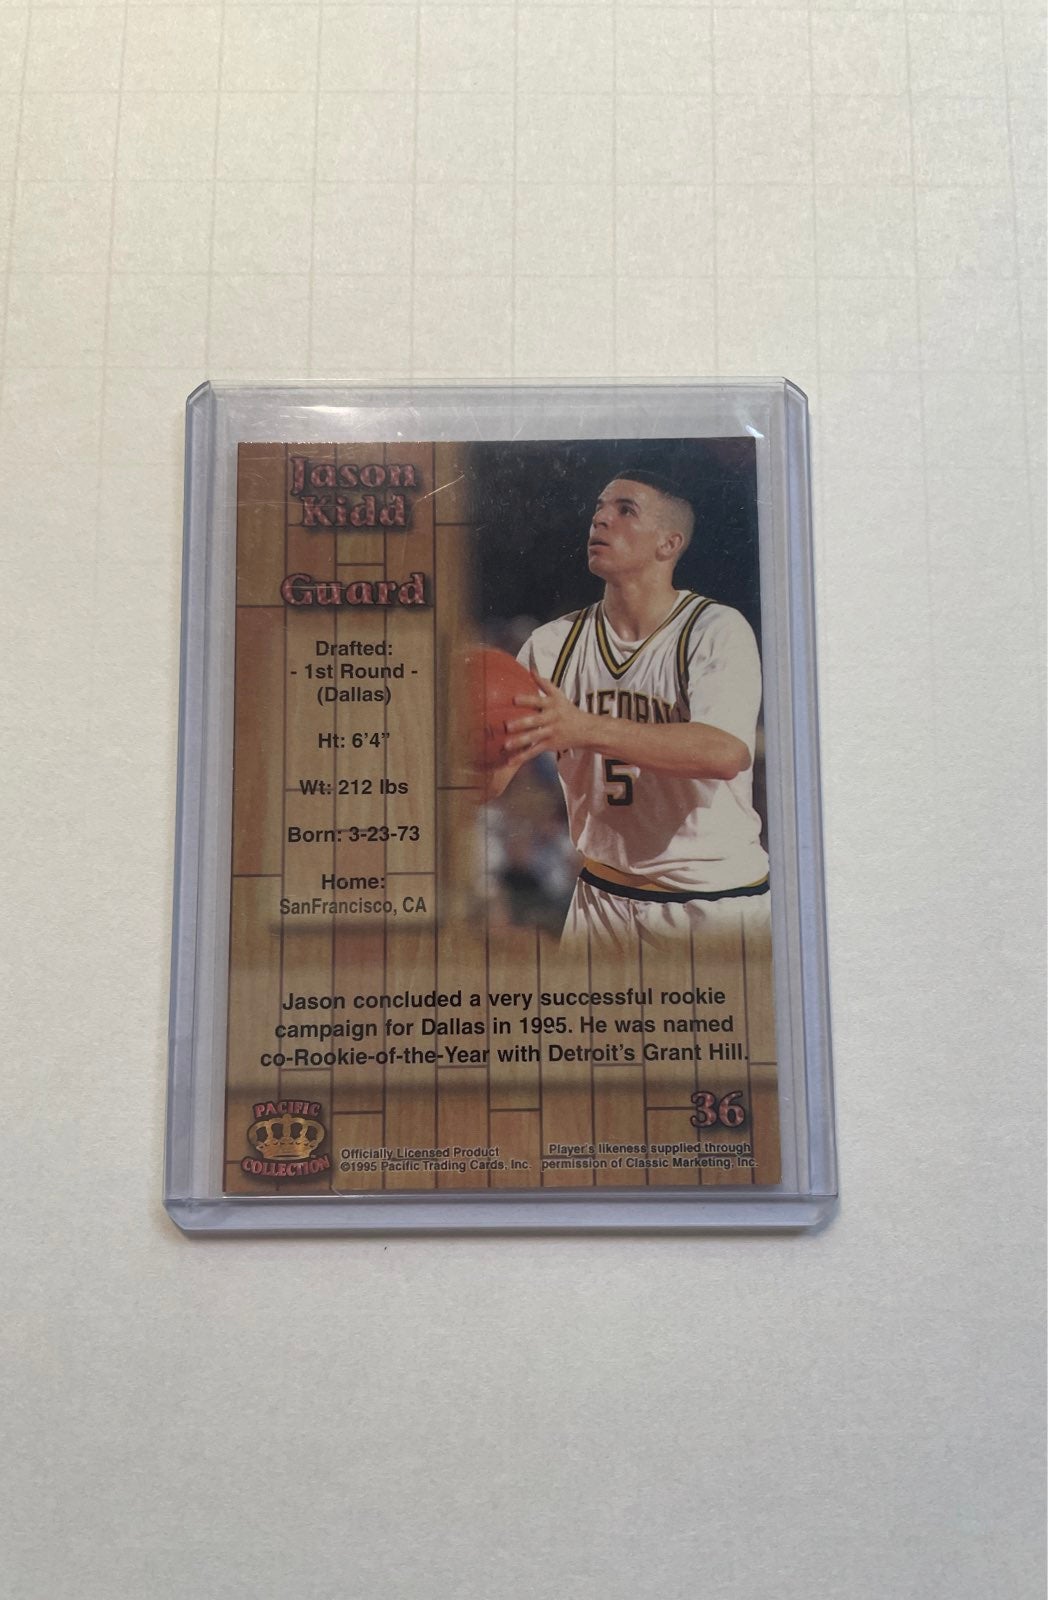 Jason
Kidd
Guard
Drafted:
- 1st Round -
(Dallas)
Ht: 6'4"
Wt: 212 lbs
Born: 3-23-73
Home:
SanFrancisco, CA
5
Jason concluded a very successful rookie
campaign for Dallas in 1995. He was named
co-Rookie-of-the-Year with Detroit's Grant Hill.
36
PACIFIC
COLLECTION
Officially Licensed Product
©1995 Pacific Trading Cards, Inc.
Player's likeness supplied through
permission of Classic Marketing, Inc.